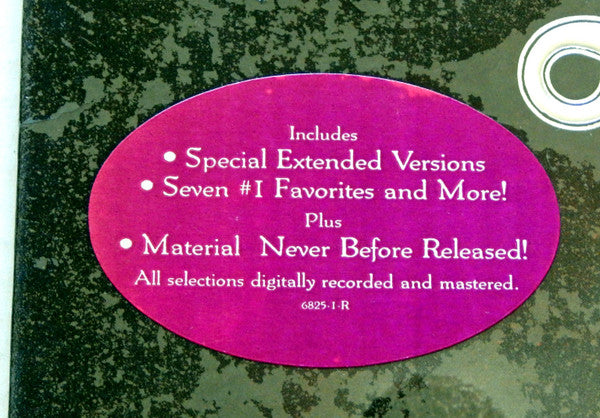 Includes
• Special Extended Versions
• Seven #1 Favorites and More!
Plus
• Material Never Before Released!
All selections digitally recorded and mastered.
6825-1-R